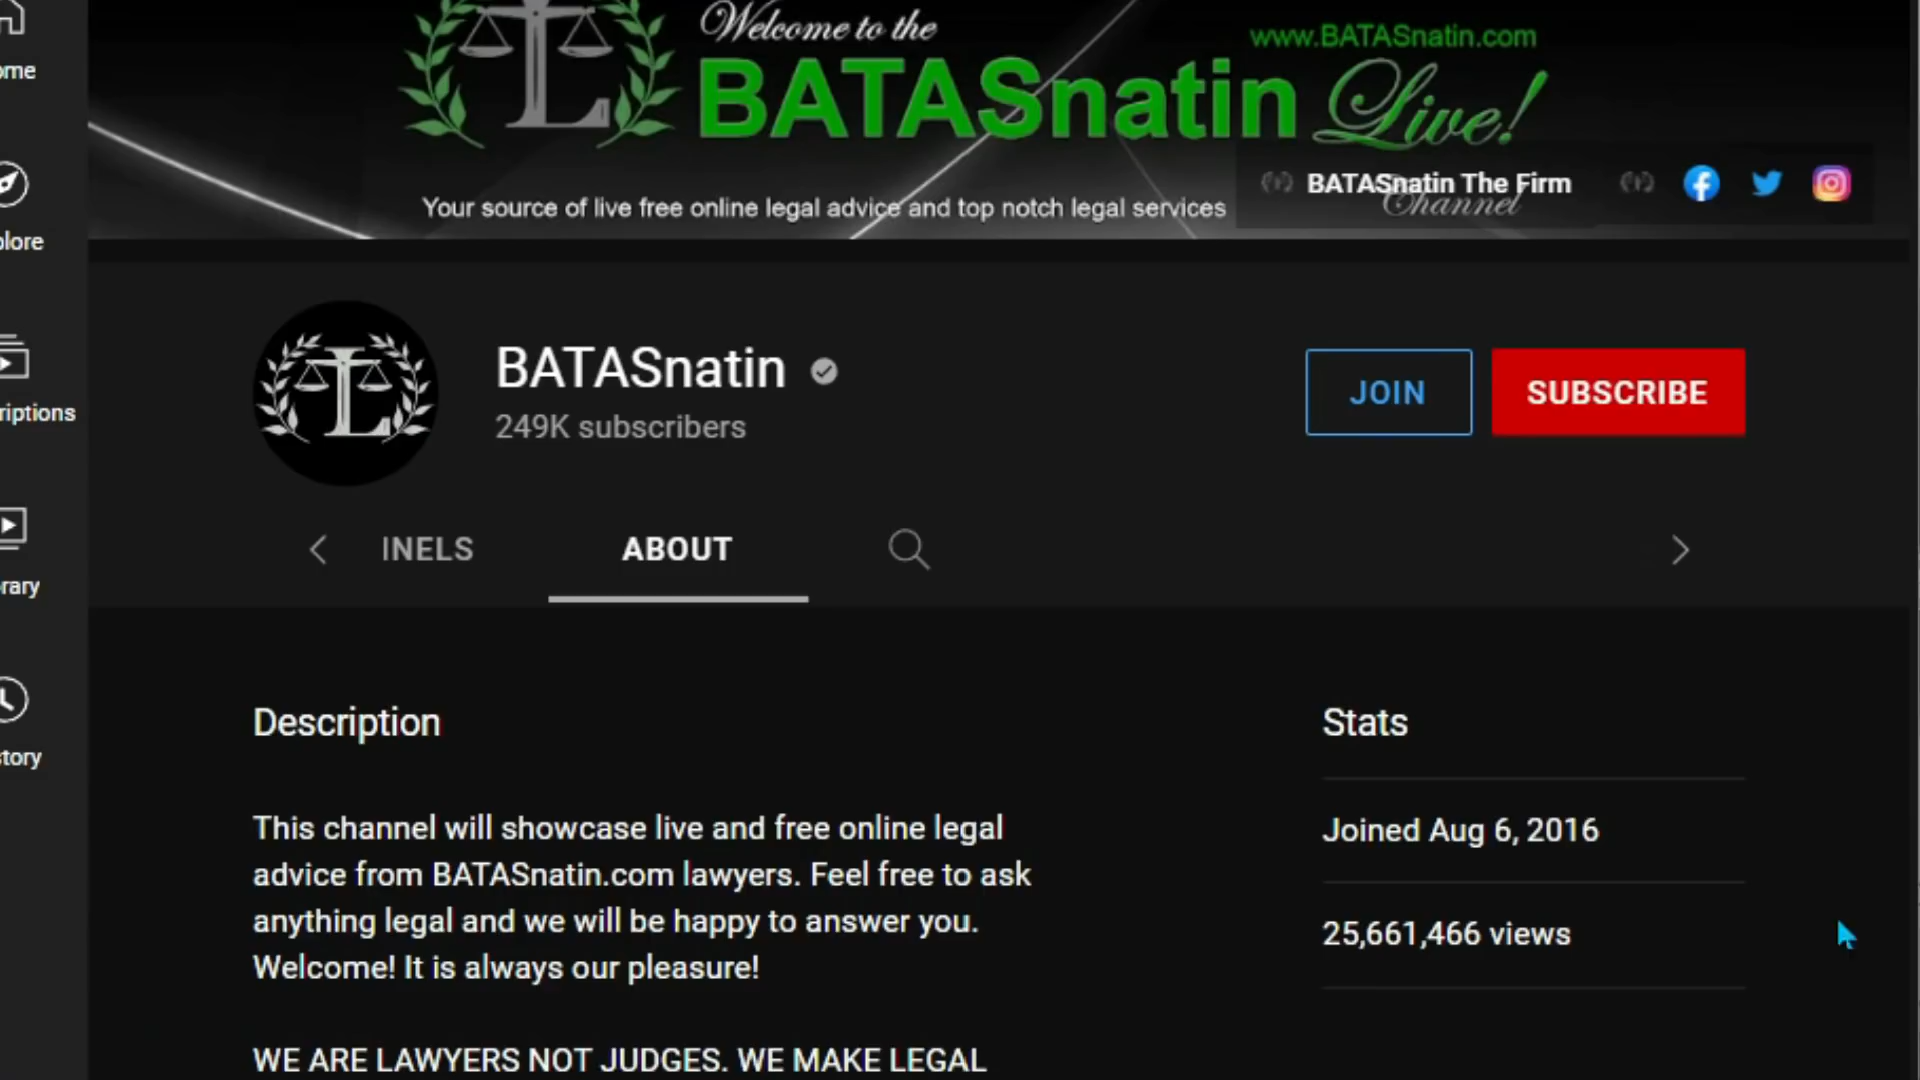 Welcome to the
www.BATASnatin.com
BATASnatin Live!
Your source of live free online legal advice and top notch legal services
BATASnatin The Firm
Channel
ome
plore
riptions
rary
story
BATASnatin
249K subscribers
JOIN
SUBSCRIBE
INELS
ABOUT
Description
This channel will showcase live and free online legal
advice from BATASnatin.com lawyers. Feel free to ask
anything legal and we will be happy to answer you.
Welcome! It is always our pleasure!
WE ARE LAWYERS NOT JUDGES. WE MAKE LEGAL
Stats
Joined Aug 6, 2016
25,661,466 views